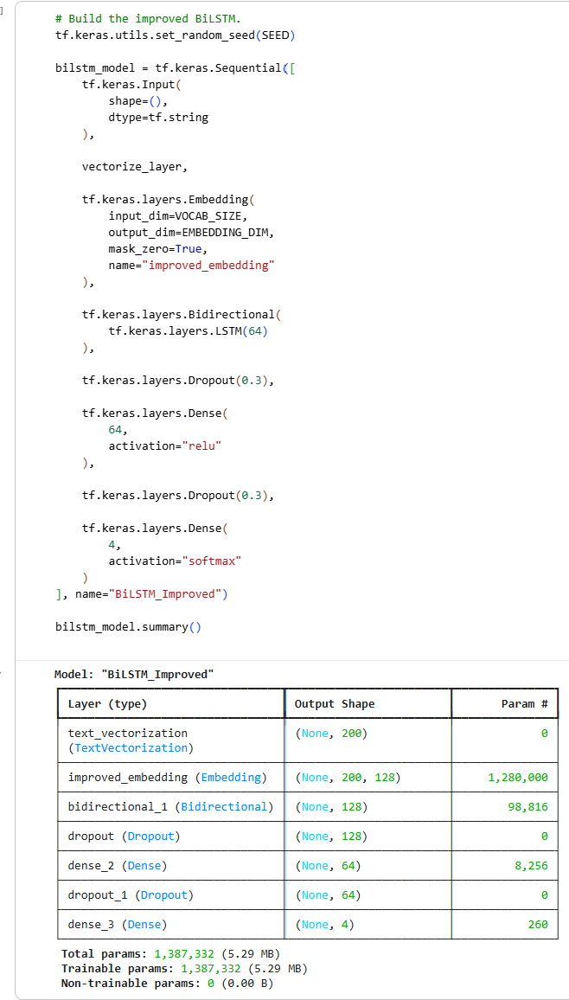 ]
# Build the improved BiLSTM.
tf.keras.utils.set_random_seed(SEED)
bilstm_model = tf.keras.Sequential([
    tf.keras.Input(
        shape=(),
        dtype=tf.string
    ),
    vectorize_layer,
    tf.keras.layers.Embedding(
        input_dim=VOCAB_SIZE,
        output_dim=EMBEDDING_DIM,
        mask_zero=True,
        name="improved_embedding"
    ),
    tf.keras.layers.Bidirectional(
        tf.keras.layers.LSTM(64)
    ),
    tf.keras.layers.Dropout(0.3),
    tf.keras.layers.Dense(
        64,
        activation="relu"
    ),
    tf.keras.layers.Dropout(0.3),
    tf.keras.layers.Dense(
        4,
        activation="softmax"
    )
], name="BiLSTM_Improved")
bilstm_model.summary()
Model: "BiLSTM_Improved"
Layer (type) Output Shape Param #
text_vectorization (None, 200) 0
(TextVectorization)
improved_embedding (Embedding) (None, 200, 128) 1,280,000
bidirectional_1 (Bidirectional) (None, 128) 98,816
dropout (Dropout) (None, 128) 0
dense_2 (Dense) (None, 64) 8,256
dropout_1 (Dropout) (None, 64) 0
dense_3 (Dense) (None, 4) 260
Total params: 1,387,332 (5.29 MB)
Trainable params: 1,387,332 (5.29 MB)
Non-trainable params: 0 (0.00 B)